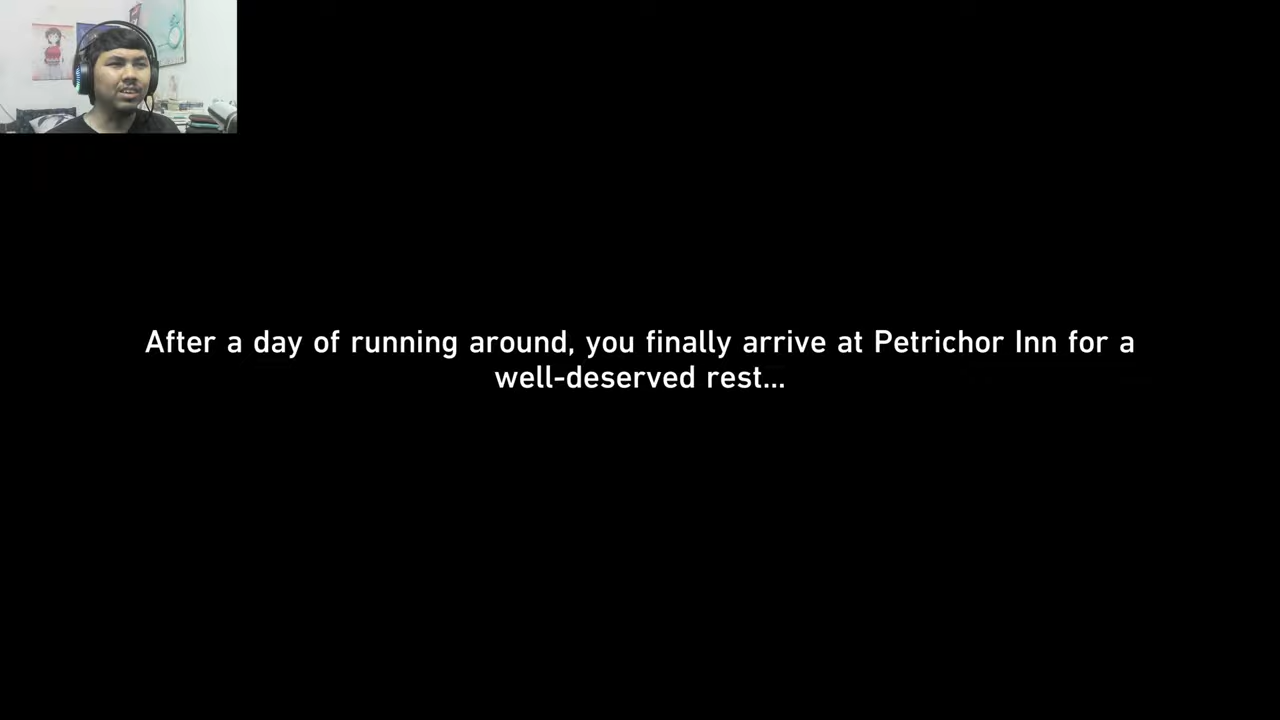 After a day of running around, you finally arrive at Petrichor Inn for a
well-deserved rest...